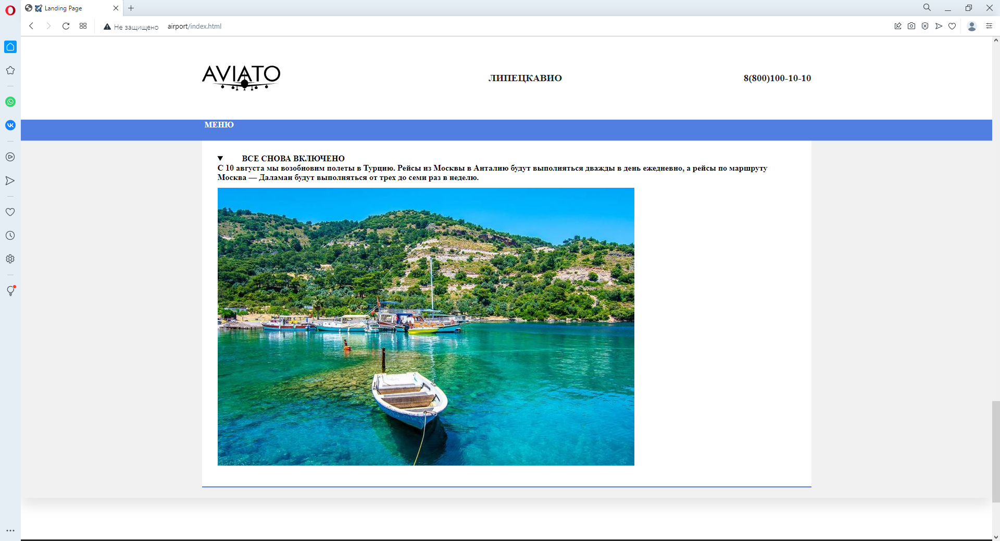 Landing Page
Не защищено airport/index.html
AVIATO
ЛИПЕЦКАВИО
8(800)100-10-10
МЕНЮ
ВСЕ СНОВА ВКЛЮЧЕНО
С 10 августа мы возобновим полеты в Турцию. Рейсы из Москвы в Анталию будут выполняться дважды в день ежедневно, а рейсы по маршруту
Москва — Даламан будут выполняться от трех до семи раз в неделю.